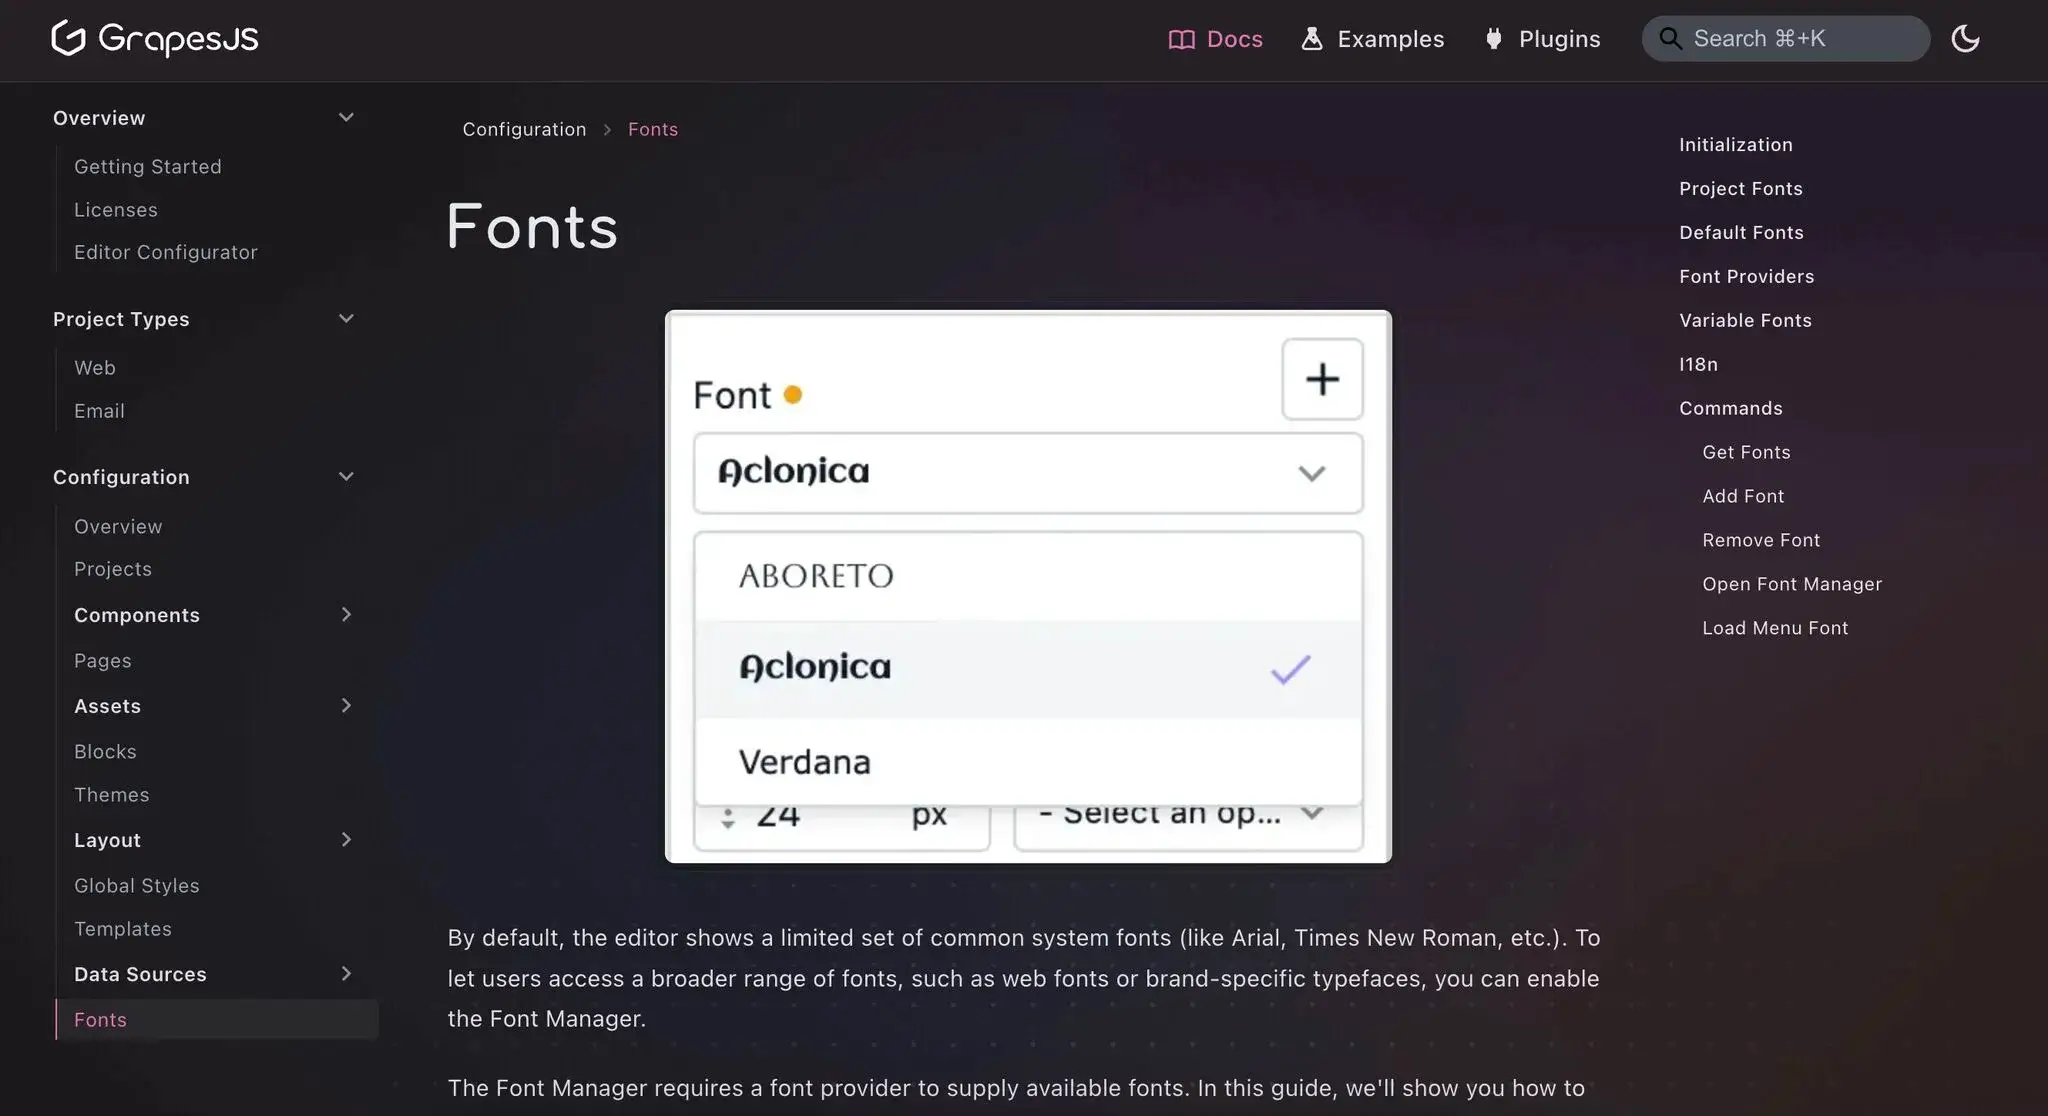 GrapesJS
Docs
Examples
Plugins
Search ⌘+K
Overview
Getting Started
Licenses
Editor Configurator
Project Types
Web
Email
Configuration
Overview
Projects
Components
Pages
Assets
Blocks
Themes
Layout
Global Styles
Templates
Data Sources
Fonts
Configuration > Fonts
Fonts
Font
Aclonica
ABORETO
Aclonica
Verdana
24 px
- Select an op...
By default, the editor shows a limited set of common system fonts (like Arial, Times New Roman, etc.). To
let users access a broader range of fonts, such as web fonts or brand-specific typefaces, you can enable
the Font Manager.
The Font Manager requires a font provider to supply available fonts. In this guide, we'll show you how to
Initialization
Project Fonts
Default Fonts
Font Providers
Variable Fonts
I18n
Commands
Get Fonts
Add Font
Remove Font
Open Font Manager
Load Menu Font